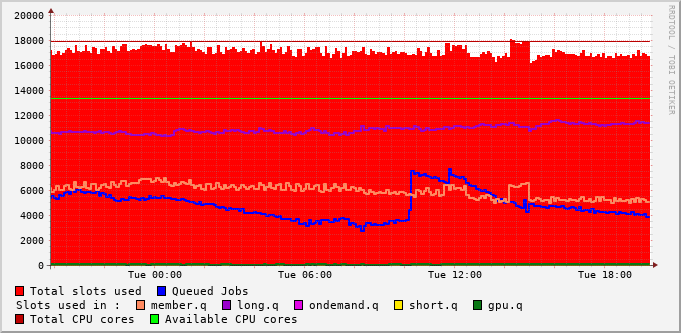 20000
18000
16000
14000
12000
10000
8000
6000
4000
2000
0
Tue 00:00 Tue 06:00 Tue 12:00 Tue 18:00
Total slots used Queued Jobs
Slots used in : member.q long.q ondemand.q short.q gpu.q
Total CPU cores Available CPU cores
RRDTOOL / TOBI OETIKER